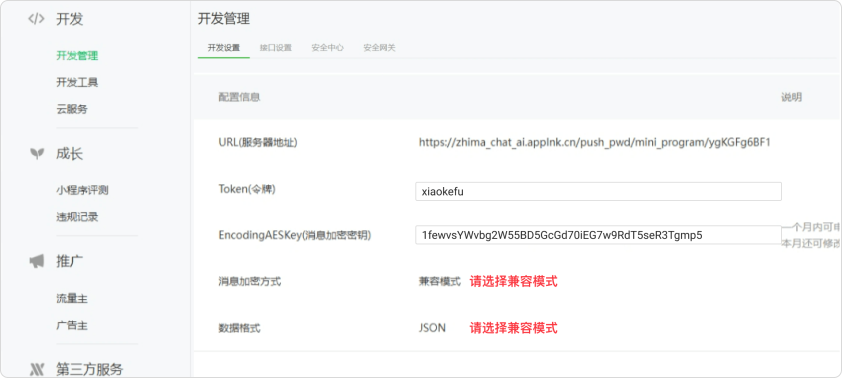 开发
开发管理
开发工具
云服务
成长
小程序评测
违规记录
推广
流量主
广告主
第三方服务
开发管理
开发设置 接口设置 安全中心 安全网关
配置信息 说明
URL(服务器地址) https://zhima_chat_ai.applnk.cn/push_pwd/mini_program/ygKGFg6BF1
Token(令牌) xiaokefu
EncodingAESKey(消息加密密钥) 1fewvsYWvbg2W55BD5GcGd70iEG7w9RdT5seR3Tgmp5
一个月内可申
本月还可修改
消息加密方式 兼容模式 请选择兼容模式
数据格式 JSON 请选择兼容模式